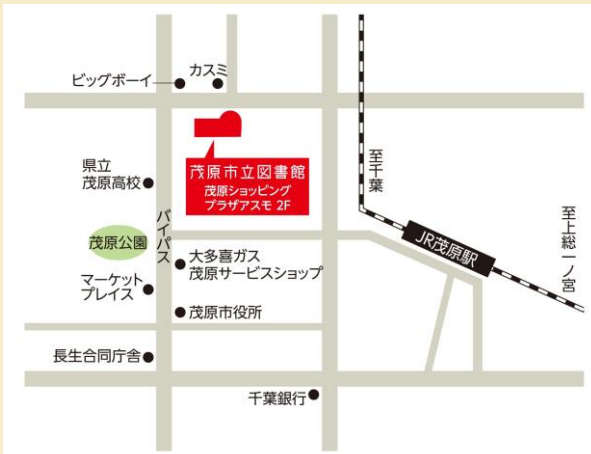 カスミ
ビッグボーイ
茂原市立図書館
茂原ショッピング
プラザアスモ 2F
県立
茂原高校
至千葉
至上総一ノ宮
バイパス
茂原公園
JR茂原駅
大多喜ガス
茂原サービスショップ
マーケット
プレイス
茂原市役所
長生合同庁舎
千葉銀行